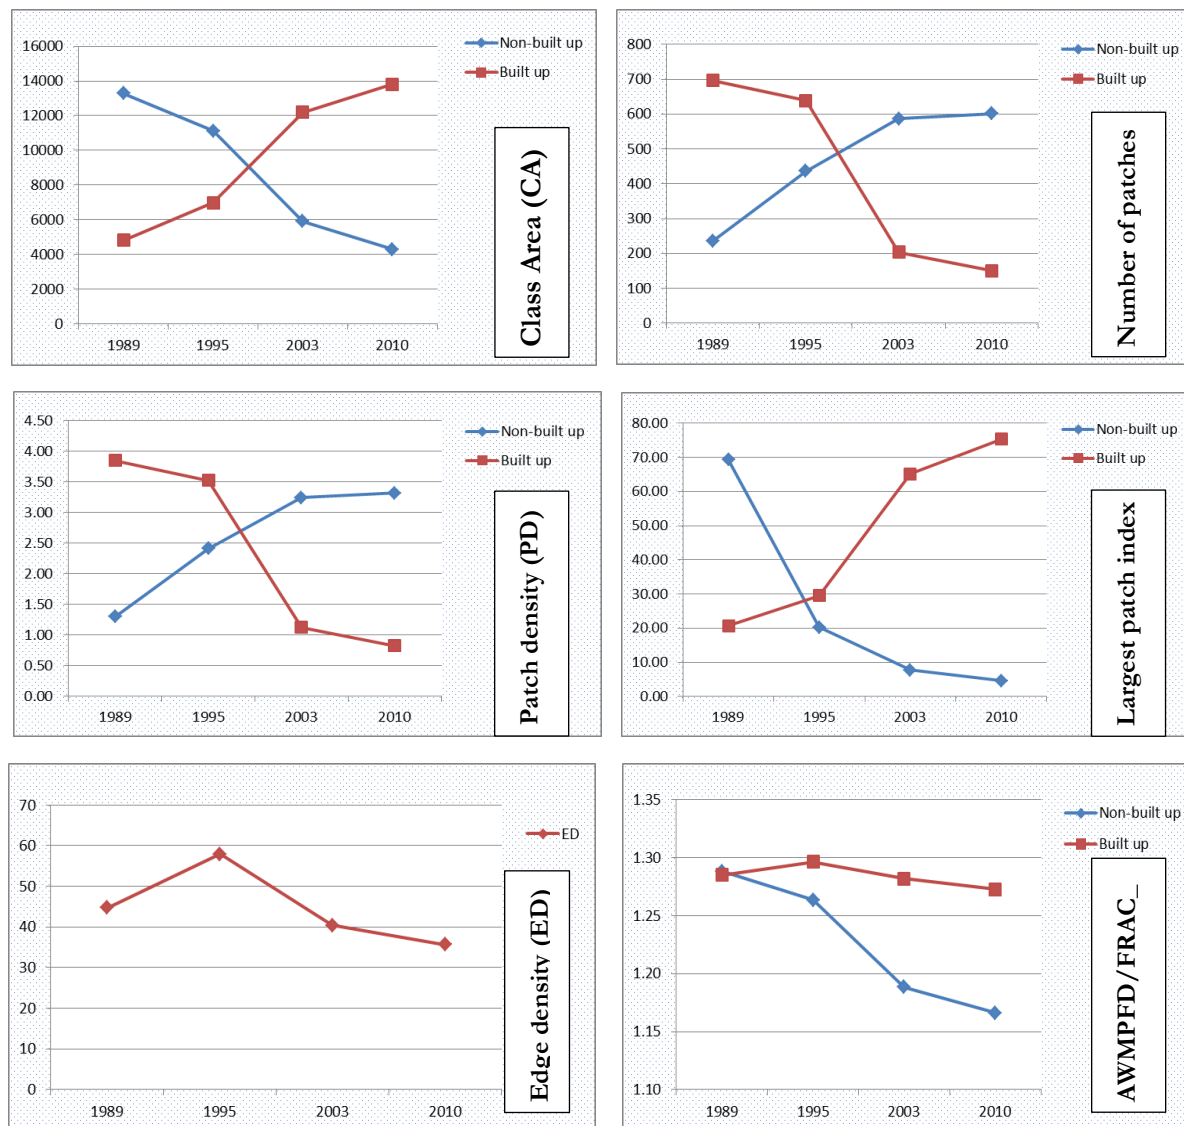 16000
14000
12000
10000
8000
6000
4000
2000
0
1989 1995 2003 2010
Non-built up
Built up
Class Area (CA)
800
700
600
500
400
300
200
100
0
1989 1995 2003 2010
Non-built up
Built up
Number of patches
4.50
4.00
3.50
3.00
2.50
2.00
1.50
1.00
0.50
0.00
1989 1995 2003 2010
Non-built up
Built up
Patch density (PD)
80.00
70.00
60.00
50.00
40.00
30.00
20.00
10.00
0.00
1989 1995 2003 2010
Non-built up
Built up
Largest patch index
70
60
50
40
30
20
10
0
1989 1995 2003 2010
ED
Edge density (ED)
1.35
1.30
1.25
1.20
1.15
1.10
1989 1995 2003 2010
Non-built up
Built up
AWMPFD/FRAC_